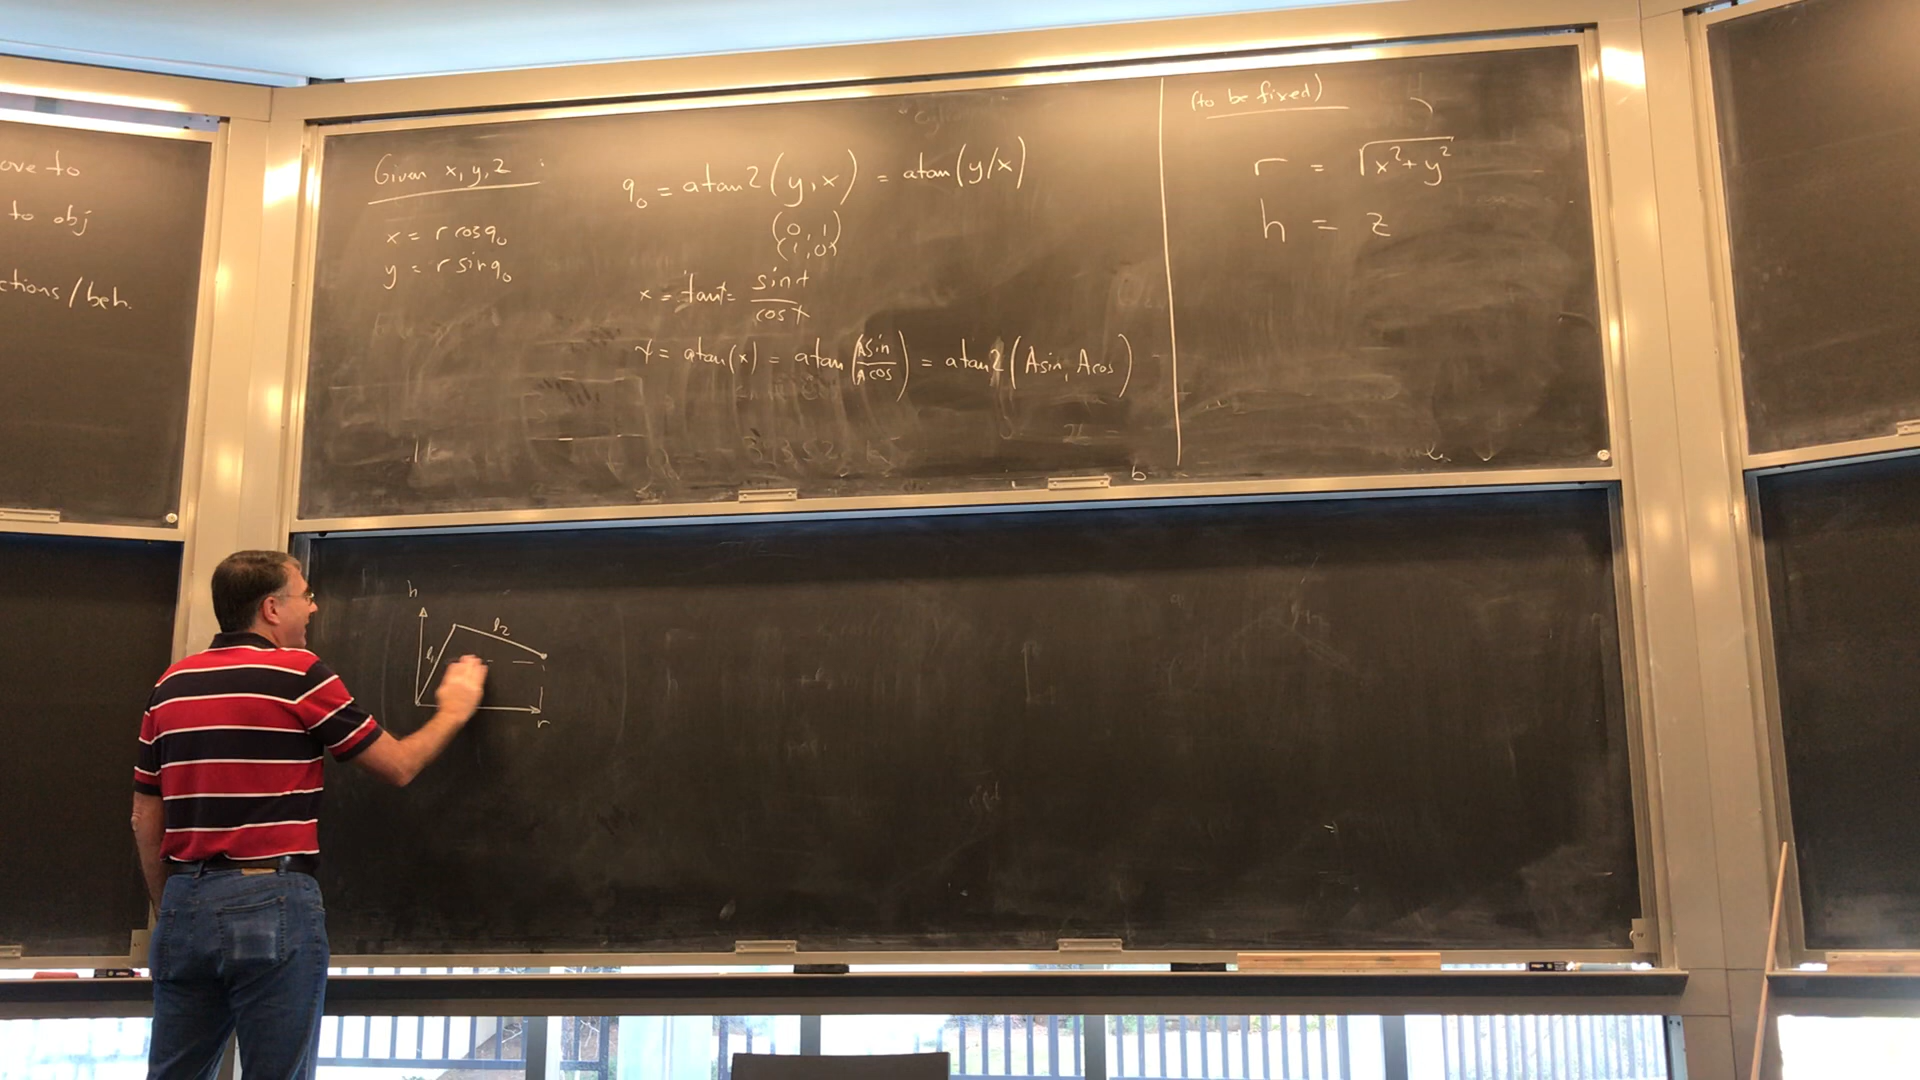 ove to
to obj
ctions/beh.
Given x, y, z :
x = r cos q₀
y = r sin q₀
q₀ = atan2(y, x) = atan(y/x)
(0, 1)
(1, 0)
x = tan t = sin t / cos t
t = atan(x) = atan(A sin / A cos) = atan2(A sin, A cos)
(to be fixed)
r = √x² + y²
h = z
b
h
l₂
l₁
r